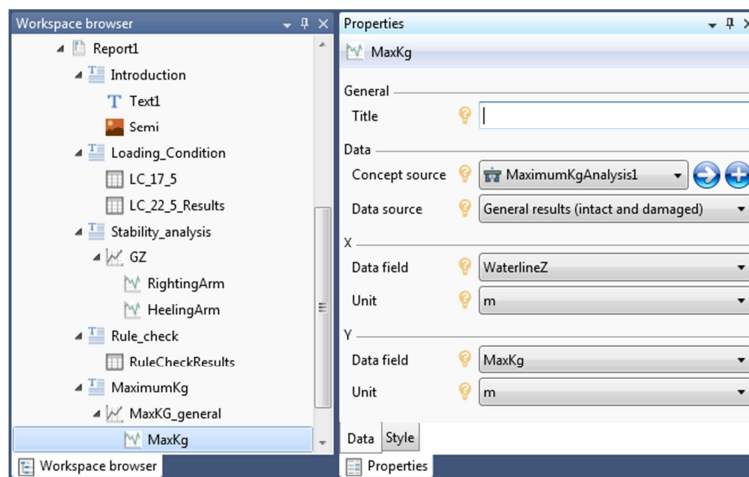 Workspace browser
Report1
Introduction
Text1
Semi
Loading_Condition
LC_17_5
LC_22_5_Results
Stability_analysis
GZ
RightingArm
HeelingArm
Rule_check
RuleCheckResults
MaximumKg
MaxKG_general
MaxKg
Workspace browser
Properties
MaxKg
General
Title
Data
Concept source MaximumKgAnalysis1
Data source General results (intact and damaged)
X
Data field WaterlineZ
Unit m
Y
Data field MaxKg
Unit m
Data Style
Properties